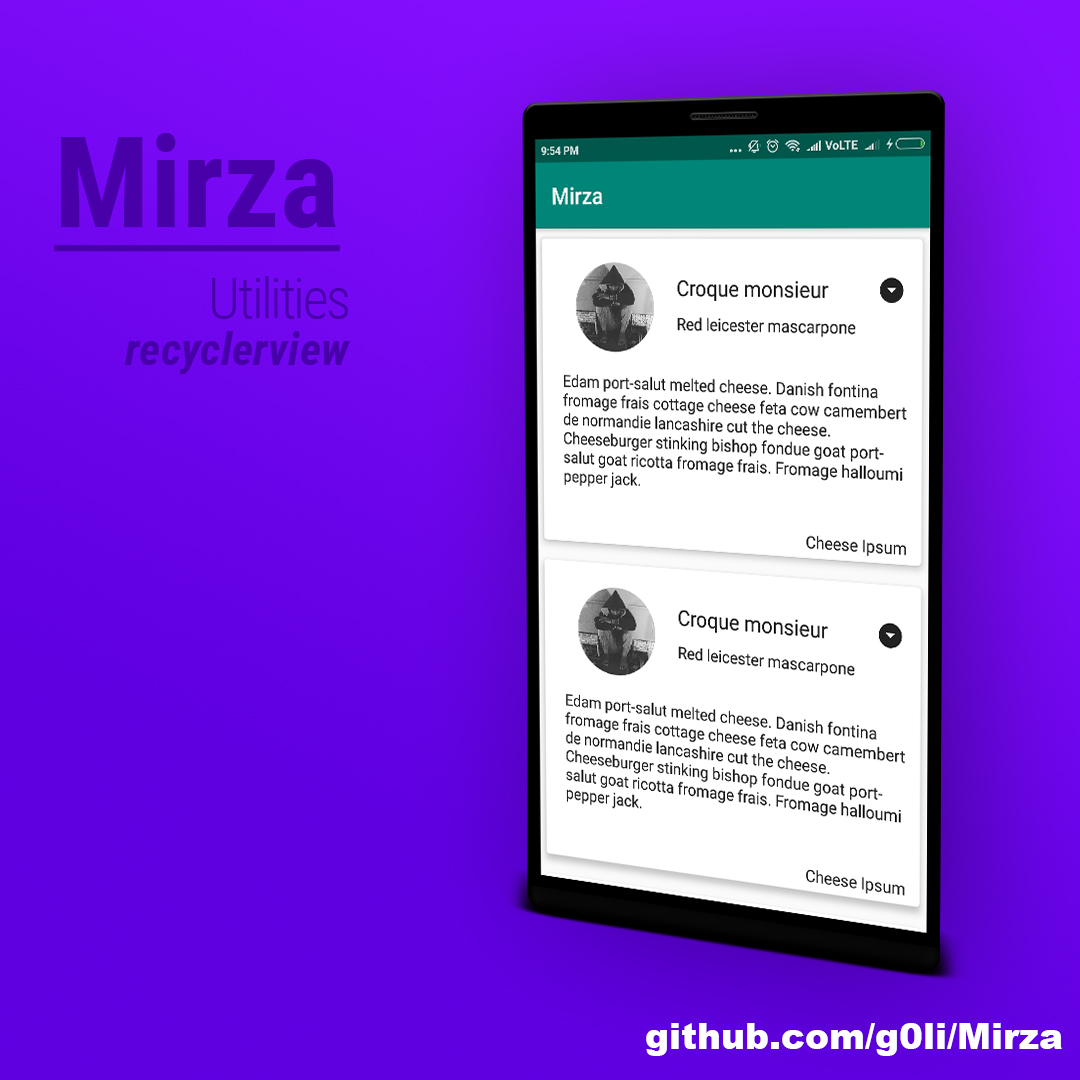 Mirza
Utilities
recyclerview
9:54 PM
... VoLTE
Mirza
Croque monsieur
Red leicester mascarpone
Edam port-salut melted cheese. Danish fontina
fromage frais cottage cheese feta cow camembert
de normandie lancashire cut the cheese.
Cheeseburger stinking bishop fondue goat port-
salut goat ricotta fromage frais. Fromage halloumi
pepper jack.
Cheese Ipsum
Croque monsieur
Red leicester mascarpone
Edam port-salut melted cheese. Danish fontina
fromage frais cottage cheese feta cow camembert
de normandie lancashire cut the cheese.
Cheeseburger stinking bishop fondue goat port-
salut goat ricotta fromage frais. Fromage halloumi
pepper jack.
Cheese Ipsum
github.com/g0li/Mirza